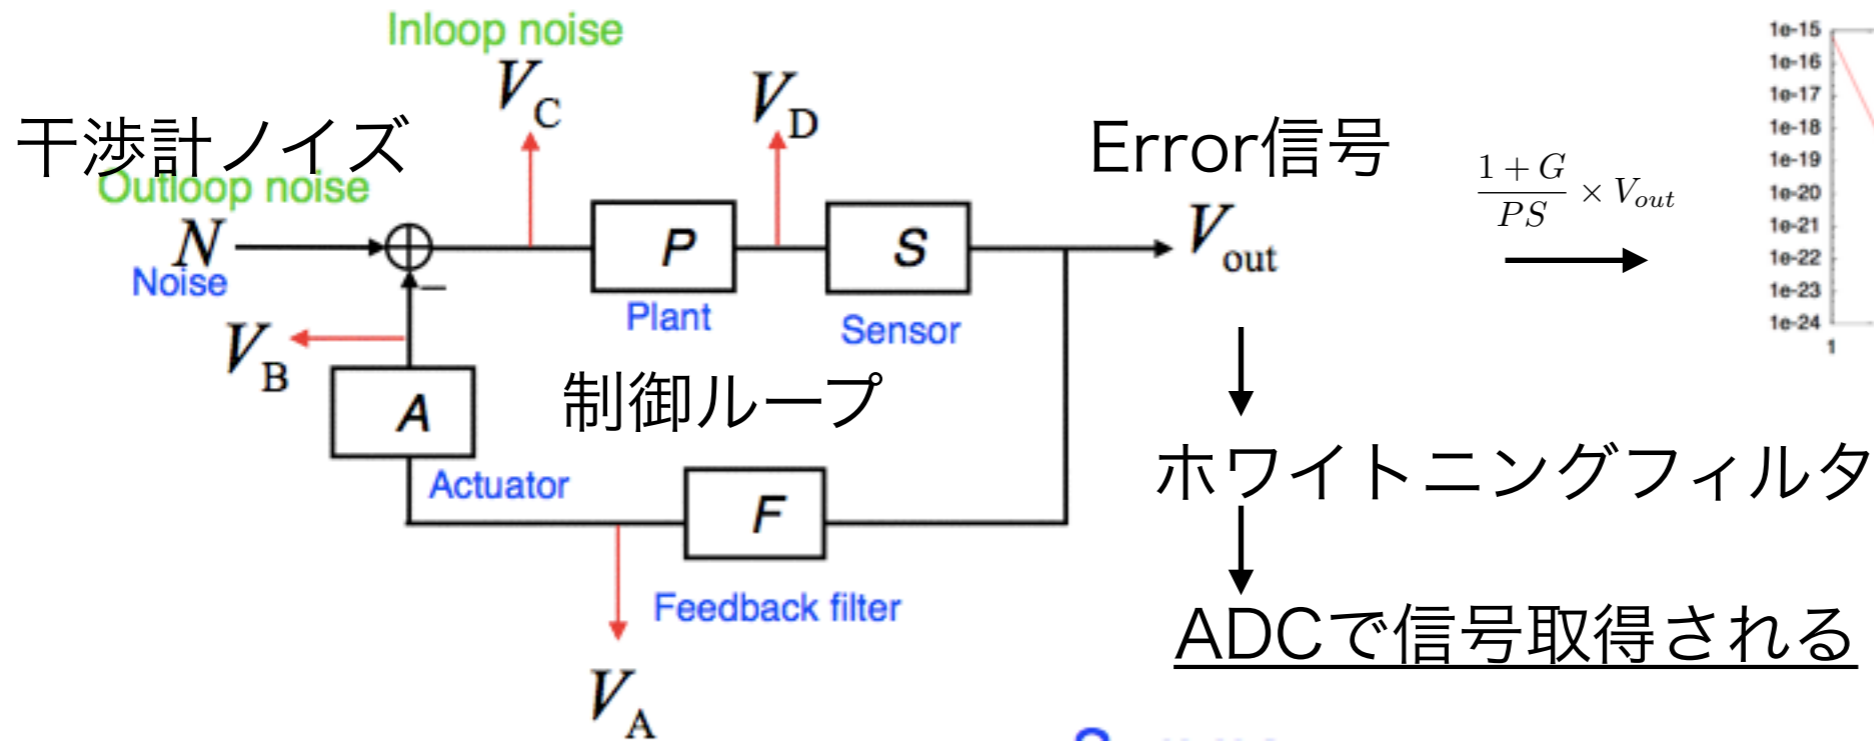 Inloop noise
V_C
V_D
干渉計ノイズ
Outloop noise
N
Noise
−
P
Plant
S
Sensor
Error信号
V_out
\frac{1+G}{PS} × V_{out}
V_B
A
Actuator
制御ループ
F
Feedback filter
V_A
ホワイトニングフィルタ
ADCで信号取得される
1e-15
1e-16
1e-17
1e-18
1e-19
1e-20
1e-21
1e-22
1e-23
1e-24
1